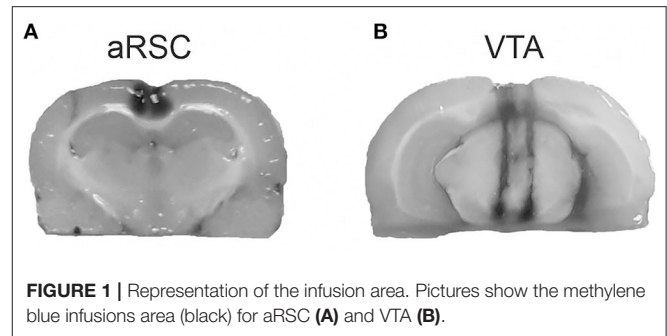 A
aRSC
B
VTA
FIGURE 1 | Representation of the infusion area. Pictures show the methylene
blue infusions area (black) for aRSC (A) and VTA (B).